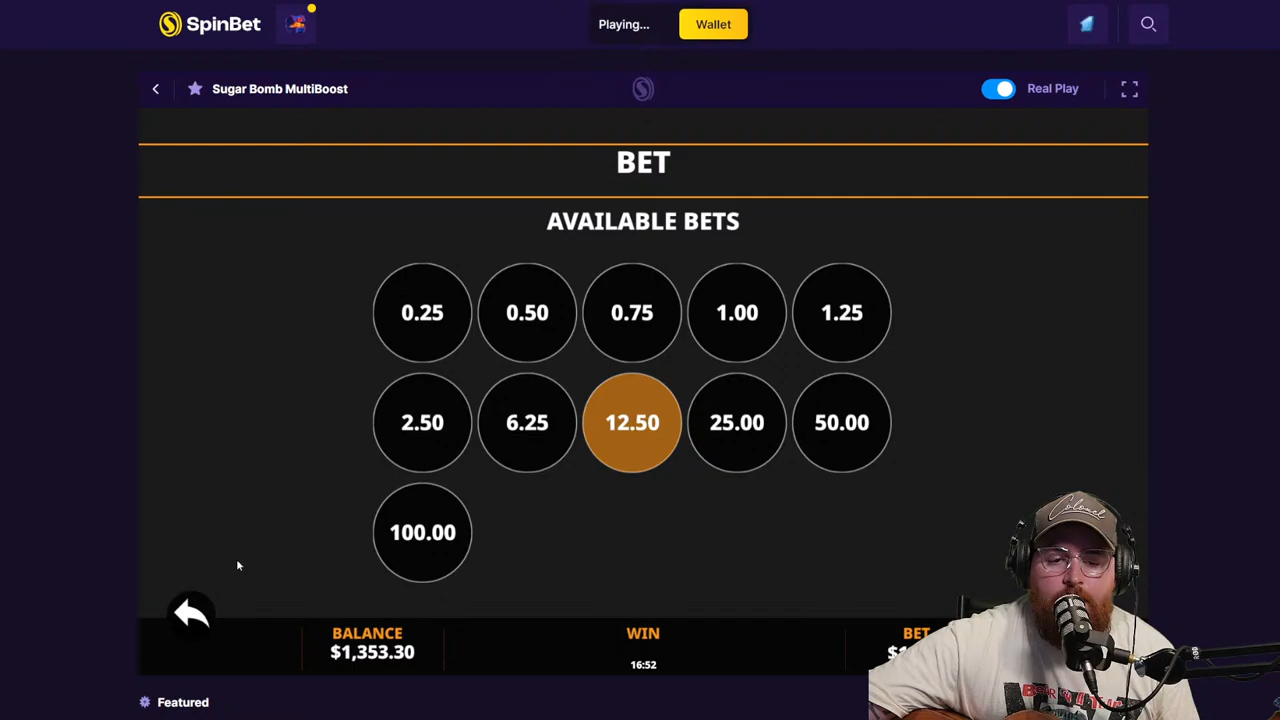 SpinBet
Playing...
Wallet
Sugar Bomb MultiBoost
Real Play
BET
AVAILABLE BETS
0.25
0.50
0.75
1.00
1.25
2.50
6.25
12.50
25.00
50.00
100.00
BALANCE
$1,353.30
WIN
16:52
BET
Featured
Colonel